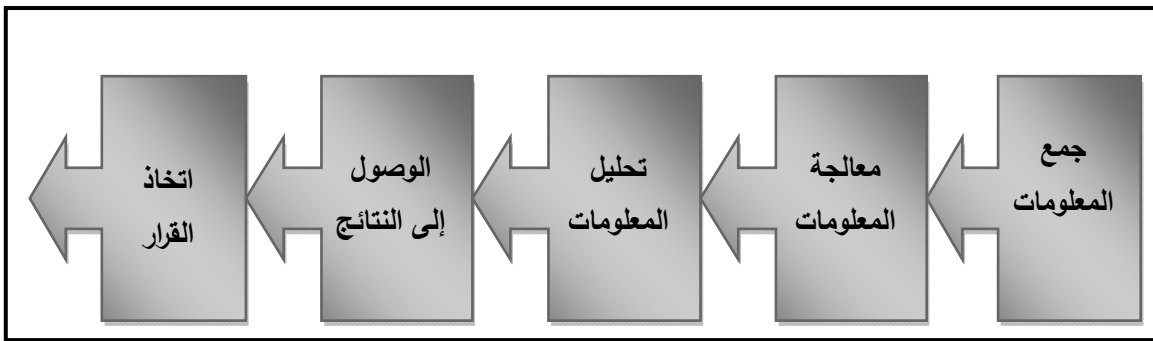 جمع
المعلومات
معالجة
المعلومات
تحليل
المعلومات
الوصول
إلى النتائج
اتخاذ
القرار